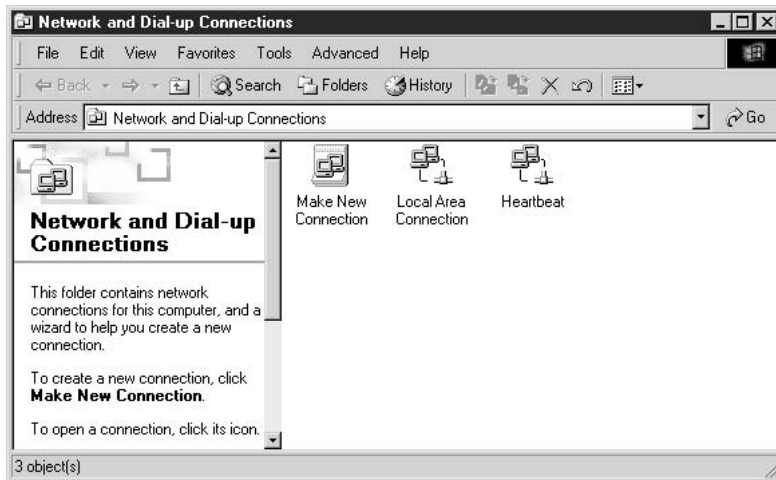 Network and Dial-up Connections
File Edit View Favorites Tools Advanced Help
Back Search Folders History
Address Network and Dial-up Connections Go
Network and Dial-up
Connections
This folder contains network
connections for this computer, and a
wizard to help you create a new
connection.
To create a new connection, click
Make New Connection.
To open a connection, click its icon.
Make New
Connection
Local Area
Connection
Heartbeat
3 object(s)